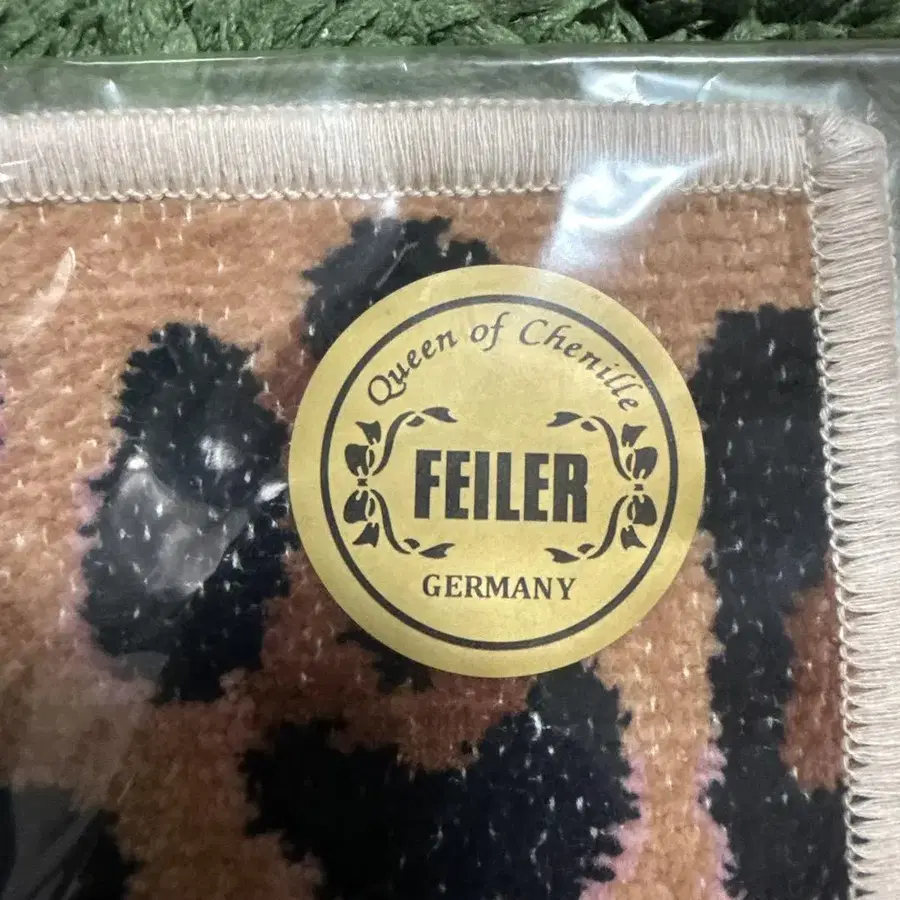 Queen of Chenille
FEILER
GERMANY